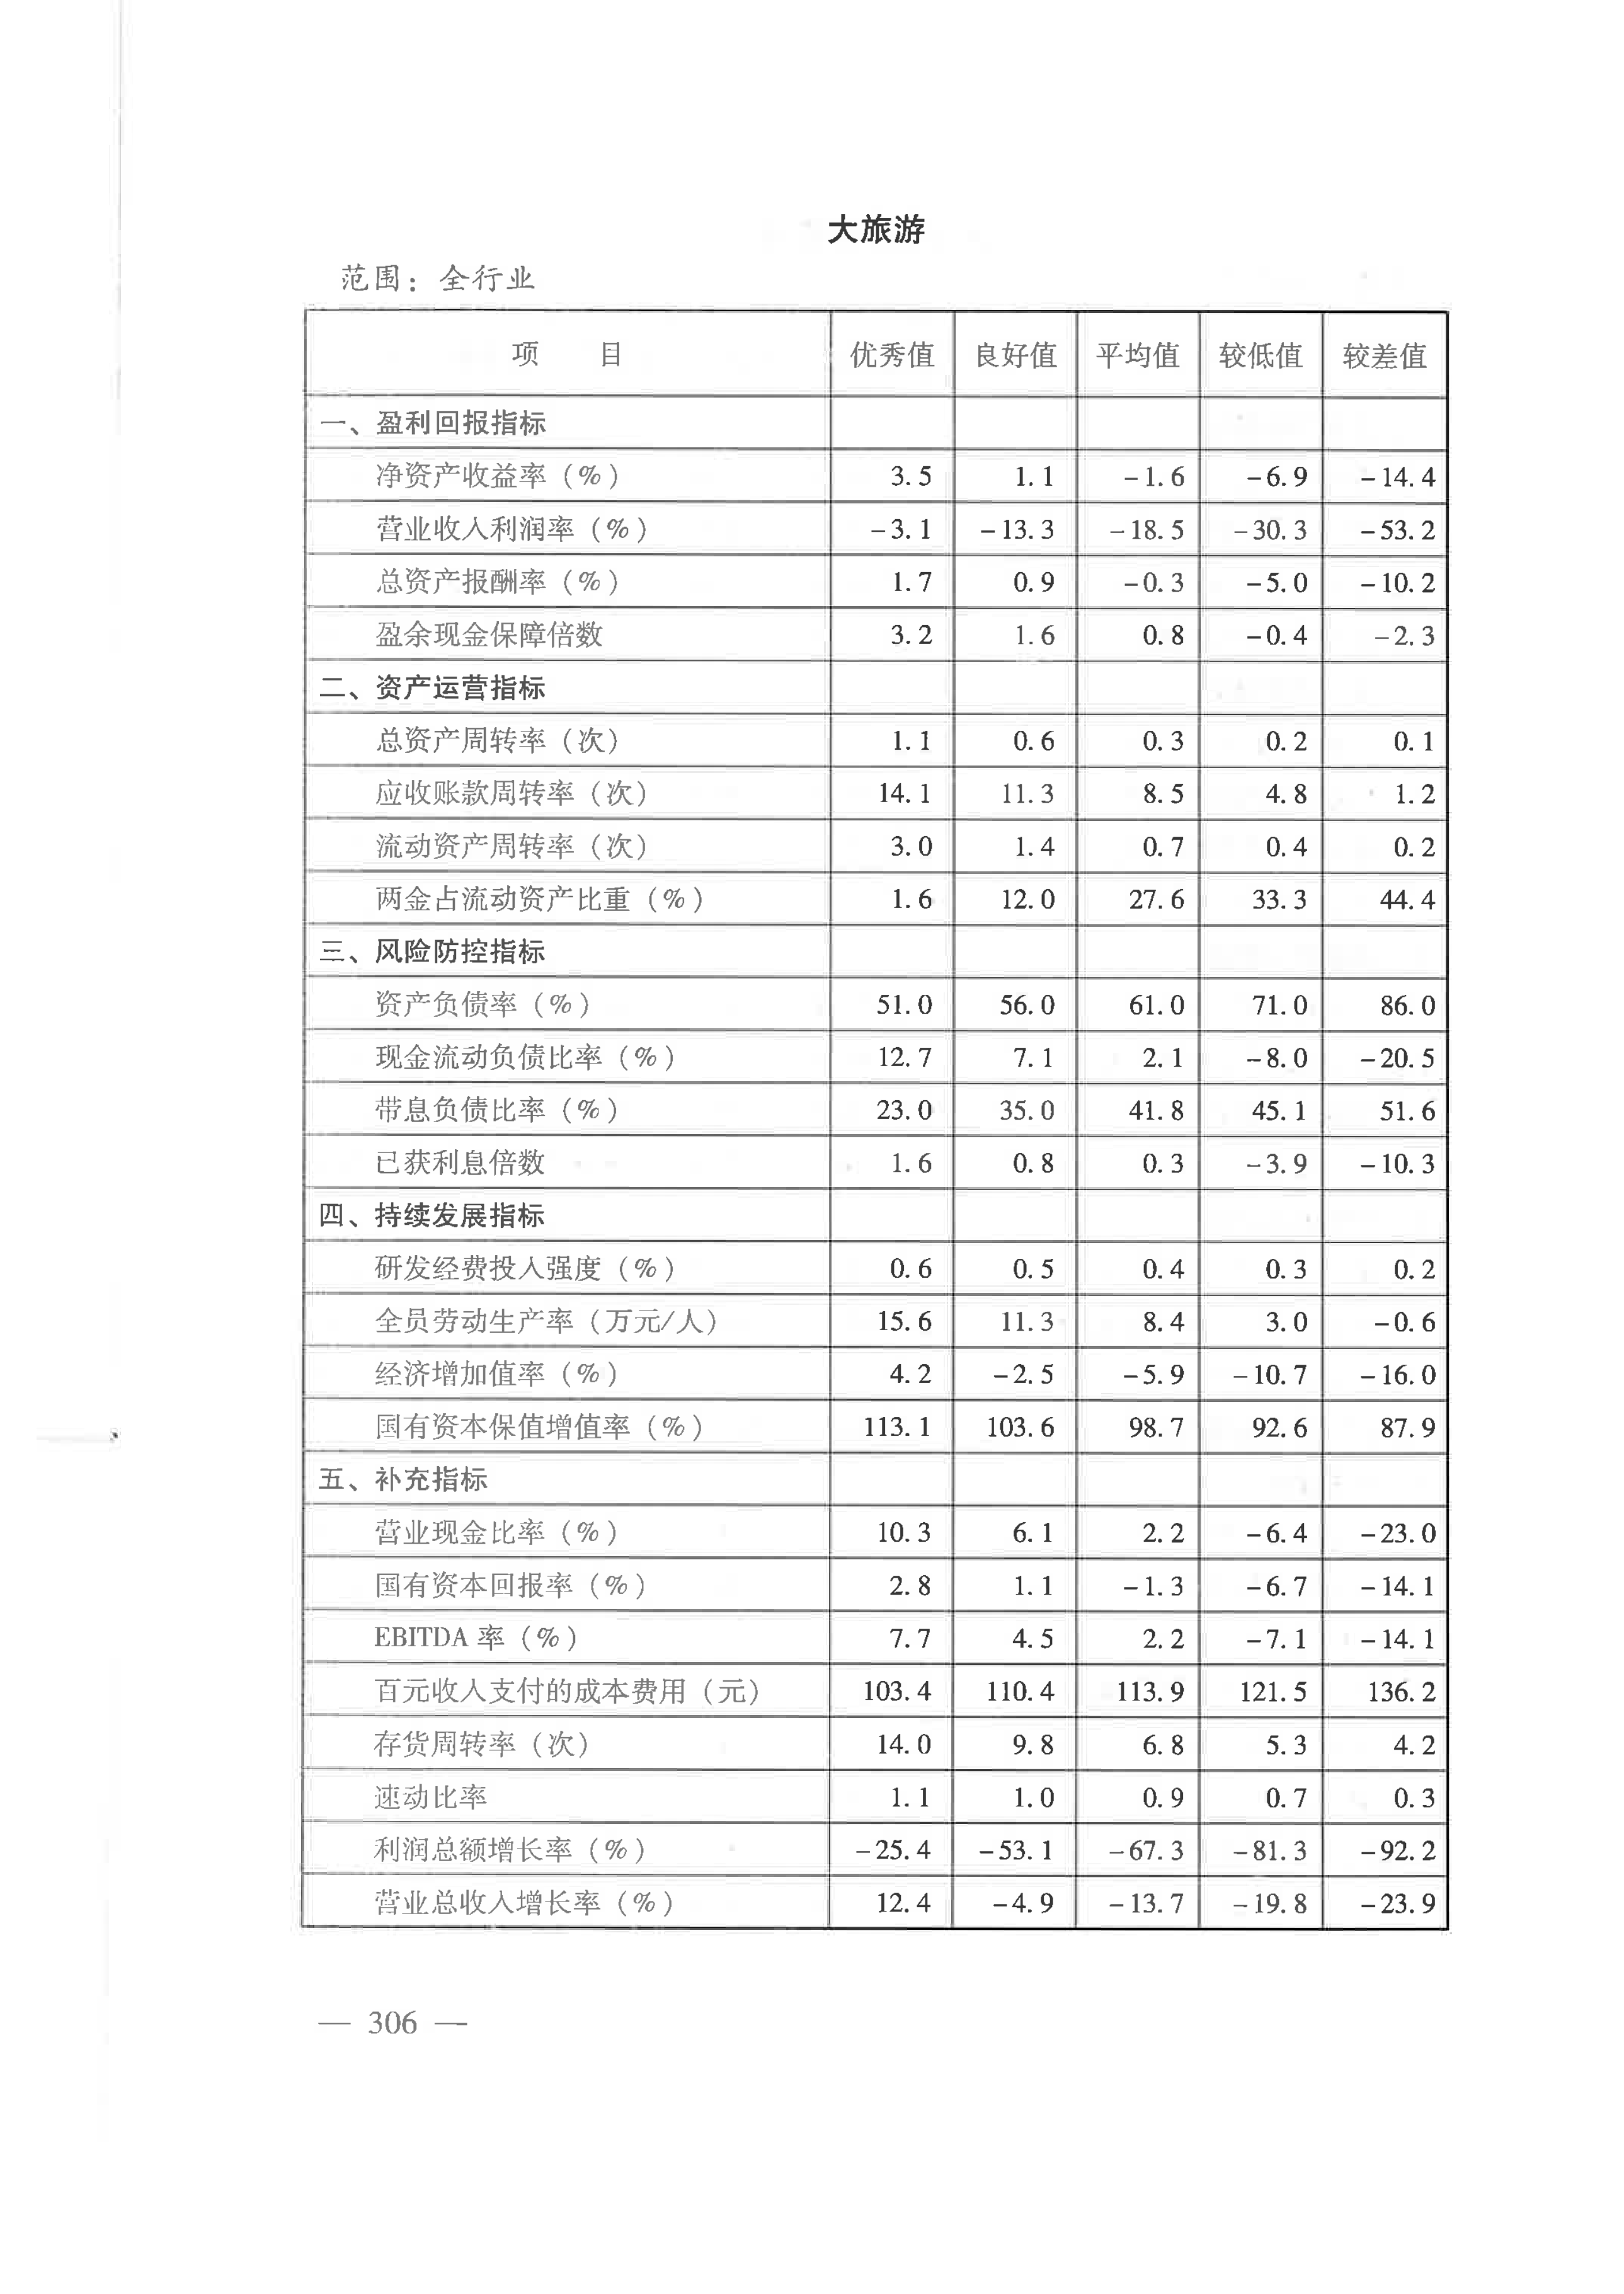 大旅游
范围：全行业
项 目 优秀值 良好值 平均值 较低值 较差值
一、盈利回报指标
净资产收益率（%） 3.5 1.1 -1.6 -6.9 -14.4
营业收入利润率（%） -3.1 -13.3 -18.5 -30.3 -53.2
总资产报酬率（%） 1.7 0.9 -0.3 -5.0 -10.2
盈余现金保障倍数 3.2 1.6 0.8 -0.4 -2.3
二、资产运营指标
总资产周转率（次） 1.1 0.6 0.3 0.2 0.1
应收账款周转率（次） 14.1 11.3 8.5 4.8 1.2
流动资产周转率（次） 3.0 1.4 0.7 0.4 0.2
两金占流动资产比重（%） 1.6 12.0 27.6 33.3 44.4
三、风险防控指标
资产负债率（%） 51.0 56.0 61.0 71.0 86.0
现金流动负债比率（%） 12.7 7.1 2.1 -8.0 -20.5
带息负债比率（%） 23.0 35.0 41.8 45.1 51.6
已获利息倍数 1.6 0.8 0.3 -3.9 -10.3
四、持续发展指标
研发经费投入强度（%） 0.6 0.5 0.4 0.3 0.2
全员劳动生产率（万元/人） 15.6 11.3 8.4 3.0 -0.6
经济增加值率（%） 4.2 -2.5 -5.9 -10.7 -16.0
国有资本保值增值率（%） 113.1 103.6 98.7 92.6 87.9
五、补充指标
营业现金比率（%） 10.3 6.1 2.2 -6.4 -23.0
国有资本回报率（%） 2.8 1.1 -1.3 -6.7 -14.1
EBITDA 率（%） 7.7 4.5 2.2 -7.1 -14.1
百元收入支付的成本费用（元） 103.4 110.4 113.9 121.5 136.2
存货周转率（次） 14.0 9.8 6.8 5.3 4.2
速动比率 1.1 1.0 0.9 0.7 0.3
利润总额增长率（%） -25.4 -53.1 -67.3 -81.3 -92.2
营业总收入增长率（%） 12.4 -4.9 -13.7 -19.8 -23.9
— 306 —